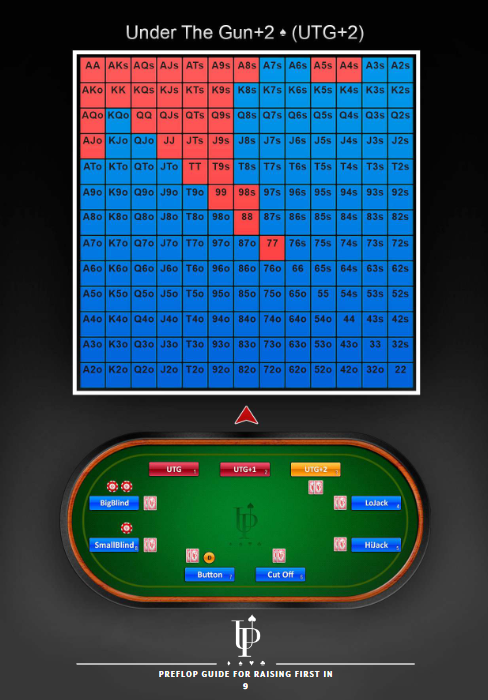 Under The Gun+2 ♠ (UTG+2)
AA AKs AQs AJs ATs A9s A8s A7s A6s A5s A4s A3s A2s
AKo KK KQs KJs KTs K9s K8s K7s K6s K5s K4s K3s K2s
AQo KQo QQ QJs QTs Q9s Q8s Q7s Q6s Q5s Q4s Q3s Q2s
AJo KJo QJo JJ JTs J9s J8s J7s J6s J5s J4s J3s J2s
ATo KTo QTo JTo TT T9s T8s T7s T6s T5s T4s T3s T2s
A9o K9o Q9o J9o T9o 99 98s 97s 96s 95s 94s 93s 92s
A8o K8o Q8o J8o T8o 98o 88 87s 86s 85s 84s 83s 82s
A7o K7o Q7o J7o T7o 97o 87o 77 76s 75s 74s 73s 72s
A6o K6o Q6o J6o T6o 96o 86o 76o 66 65s 64s 63s 62s
A5o K5o Q5o J5o T5o 95o 85o 75o 65o 55 54s 53s 52s
A4o K4o Q4o J4o T4o 94o 84o 74o 64o 54o 44 43s 42s
A3o K3o Q3o J3o T3o 93o 83o 73o 63o 53o 43o 33 32s
A2o K2o Q2o J2o T2o 92o 82o 72o 62o 52o 42o 32o 22
UTG UTG+1 UTG+2
BigBlind LoJack
SmallBlind HiJack
Button Cut Off
UP
PREFLOP GUIDE FOR RAISING FIRST IN
9